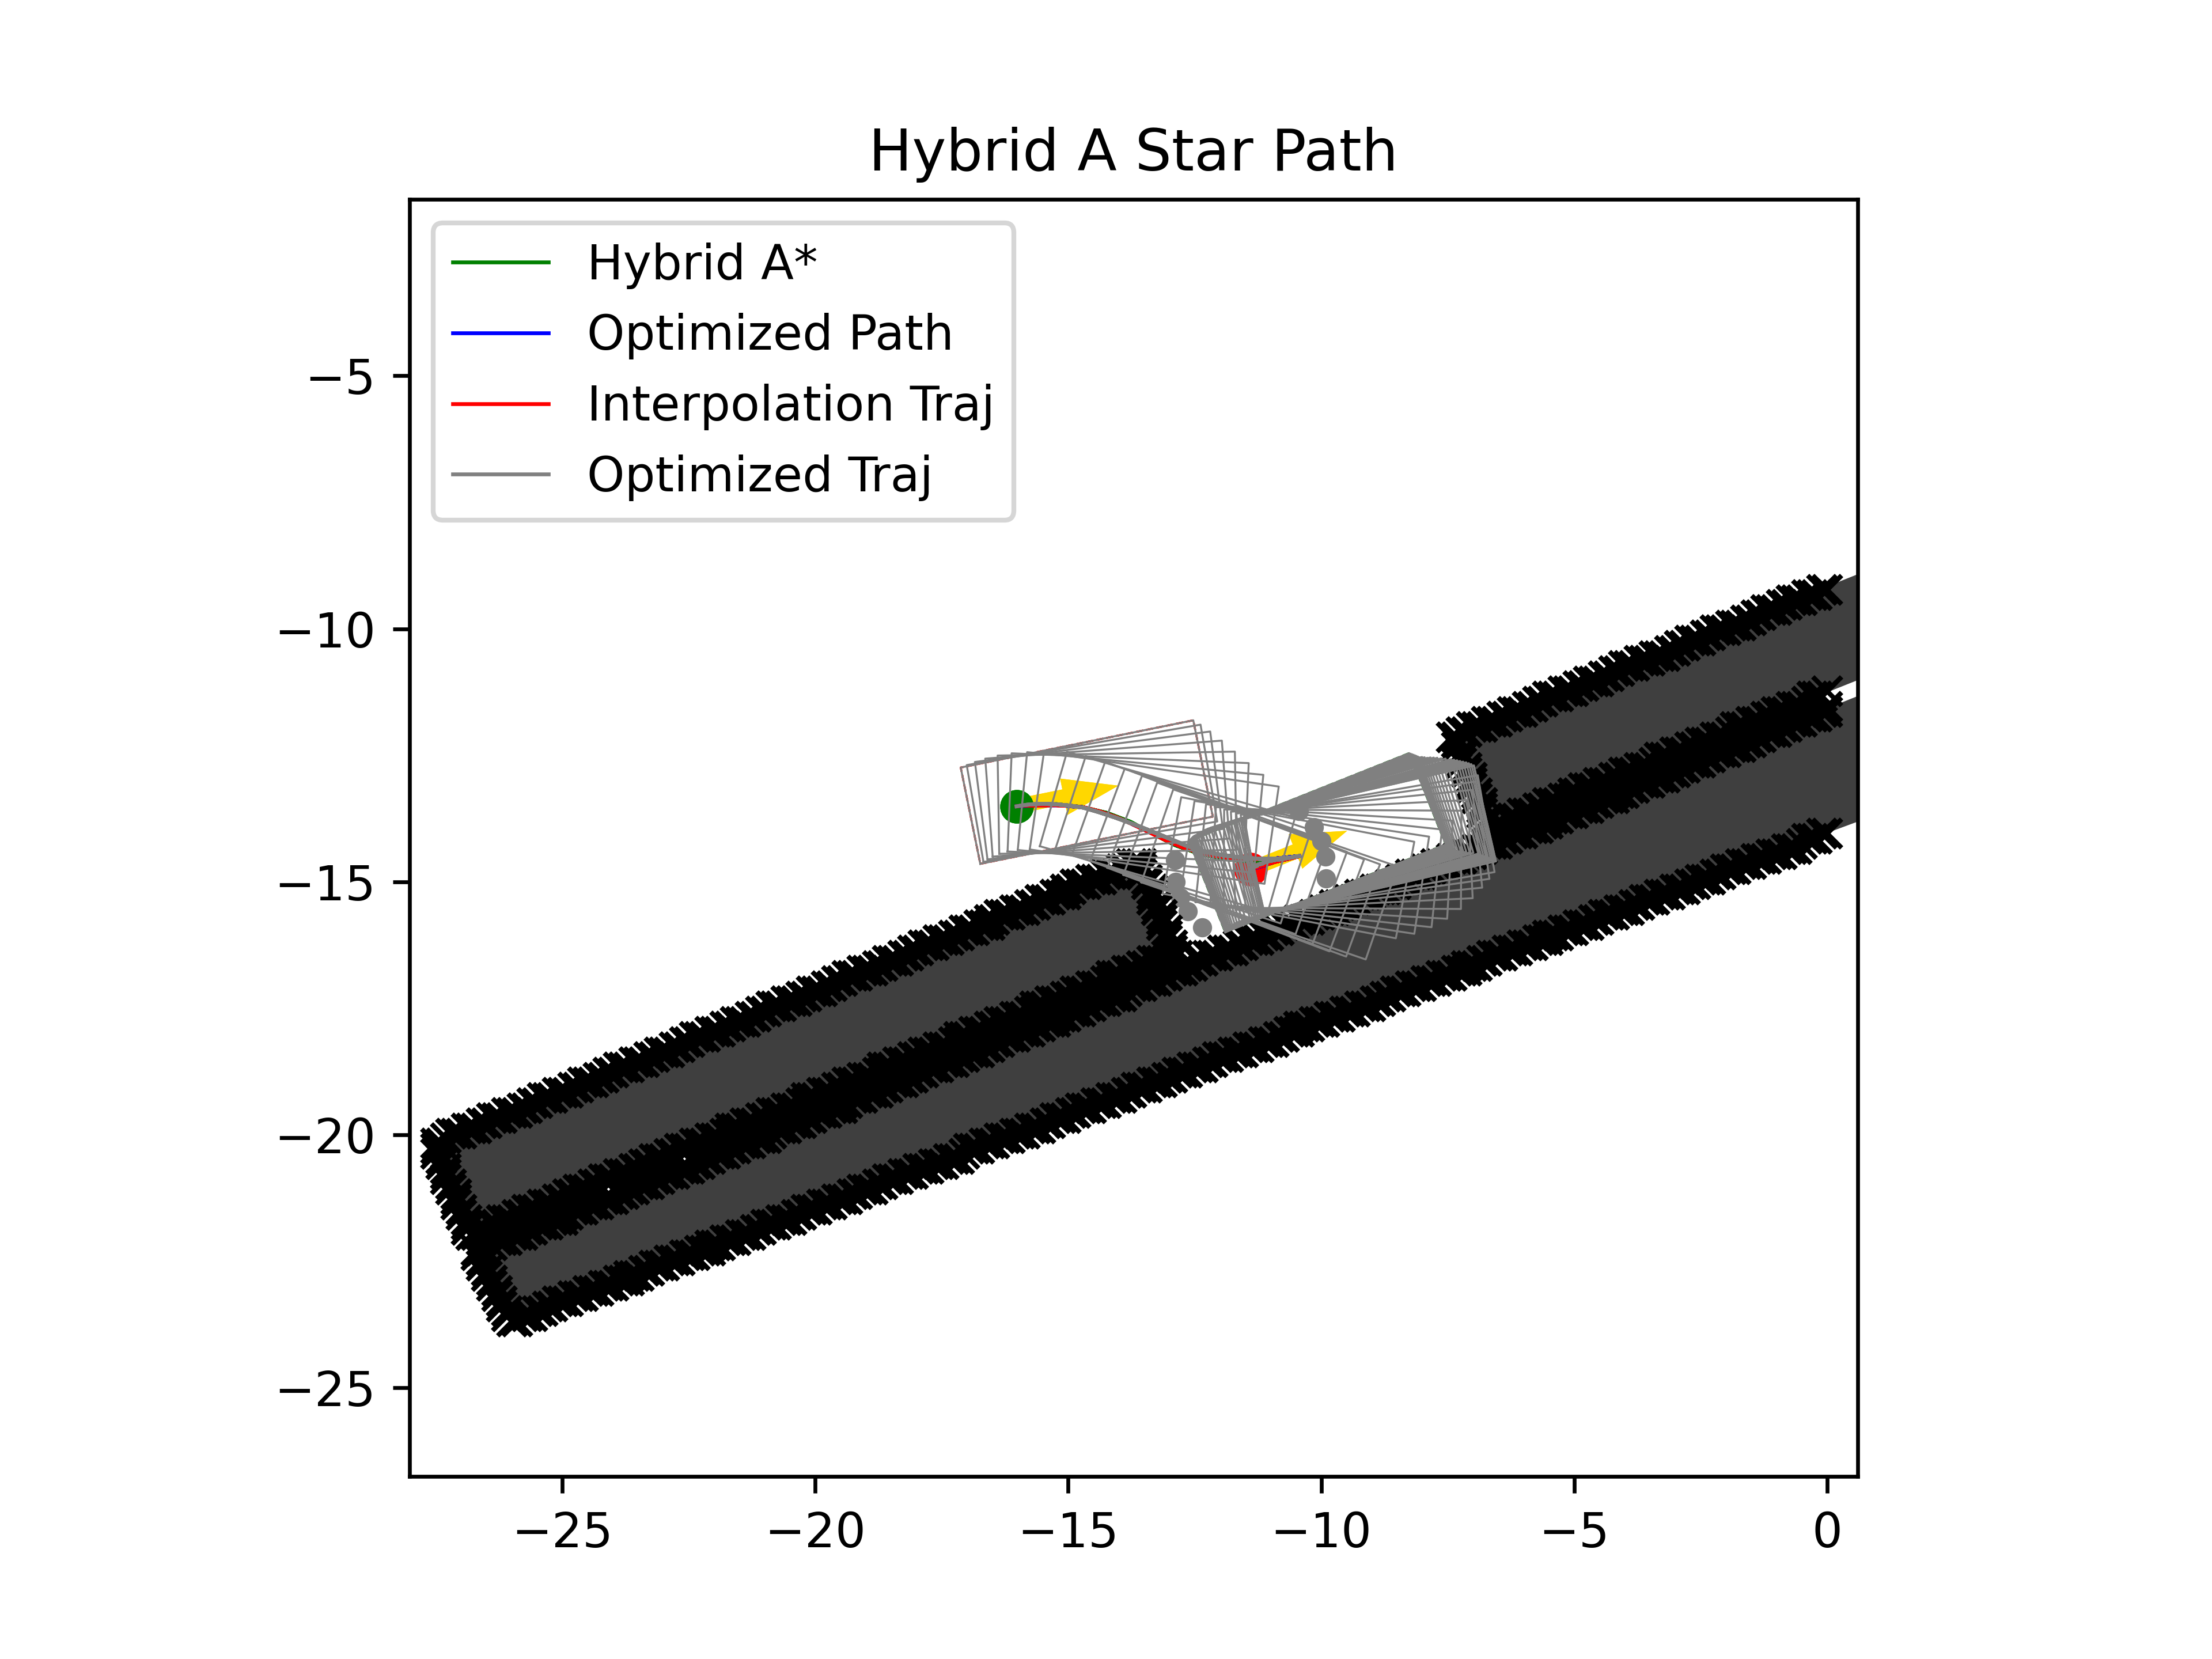 Hybrid A Star Path
Hybrid A*
Optimized Path
Interpolation Traj
Optimized Traj
−5
−10
−15
−20
−25
−25 −20 −15 −10 −5 0